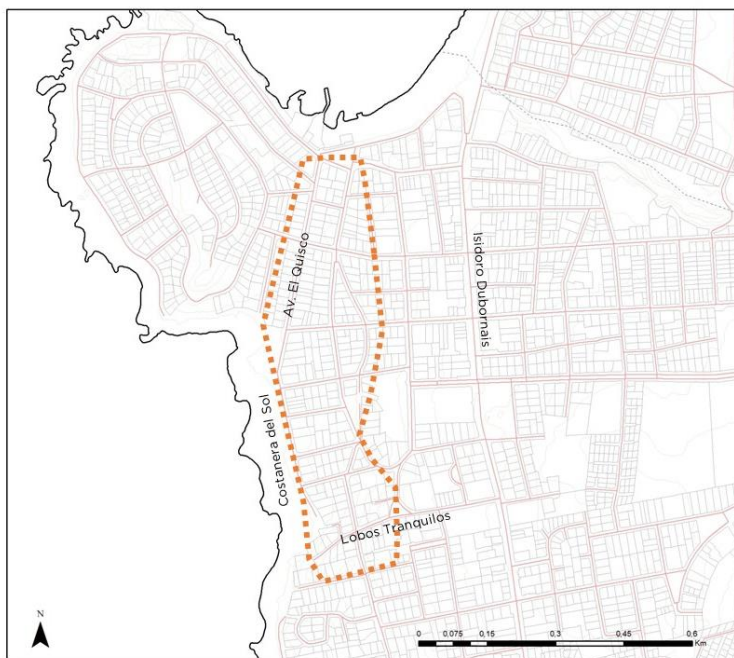 Av. El Quisco
Isidoro Dubornais
Costanera del Sol
Lobos Tranquilos
N
0 0.075 0.15 0.3 0.45 0.6
Km